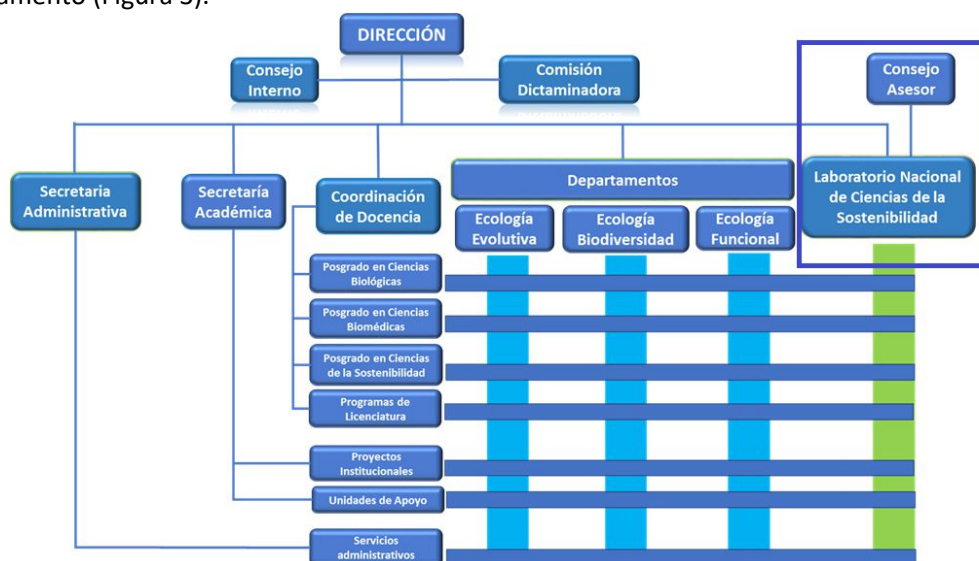 amento (Figura 3).
DIRECCIÓN
Consejo
Interno
Comisión
Dictaminadora
Consejo
Asesor
Secretaria
Administrativa
Secretaría
Académica
Coordinación
de Docencia
Departamentos
Laboratorio Nacional
de Ciencias de la
Sostenibilidad
Ecología
Evolutiva
Ecología
Biodiversidad
Ecología
Funcional
Posgrado en Ciencias
Biológicas
Posgrado en Ciencias
Biomédicas
Posgrado en Ciencias
de la Sostenibilidad
Programas de
Licenciatura
Proyectos
Institucionales
Unidades de Apoyo
Servicios
administrativos